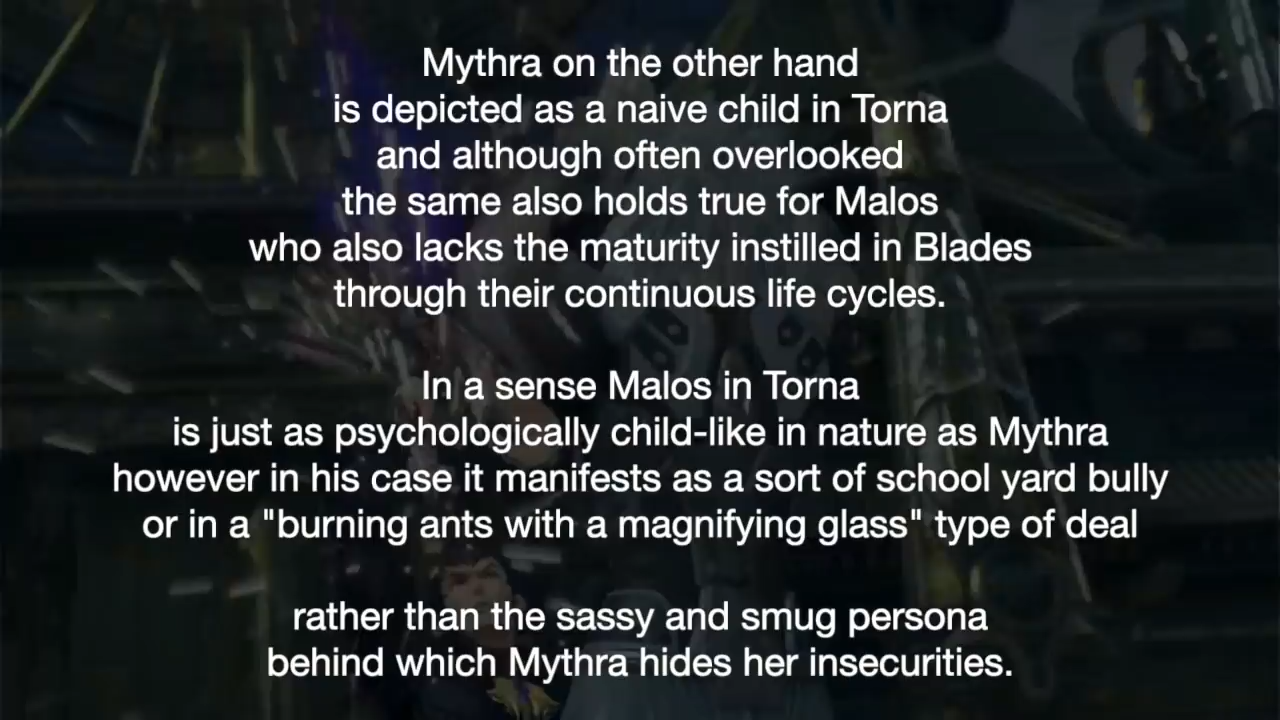 Mythra on the other hand
is depicted as a naive child in Torna
and although often overlooked
the same also holds true for Malos
who also lacks the maturity instilled in Blades
through their continuous life cycles.
In a sense Malos in Torna
is just as psychologically child-like in nature as Mythra
however in his case it manifests as a sort of school yard bully
or in a "burning ants with a magnifying glass" type of deal
rather than the sassy and smug persona
behind which Mythra hides her insecurities.